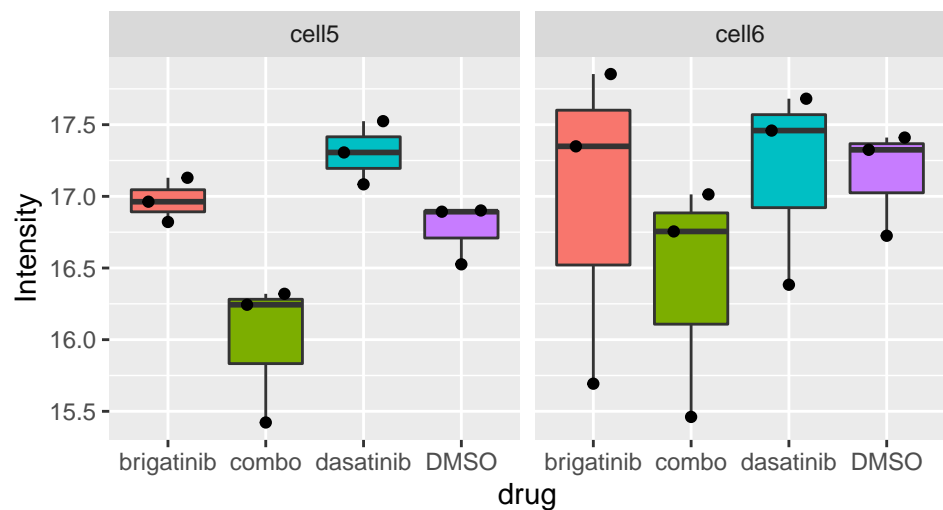 cell5 cell6
Intensity
17.5
17.0
16.5
16.0
15.5
brigatinib combo dasatinib DMSO brigatinib combo dasatinib DMSO
drug